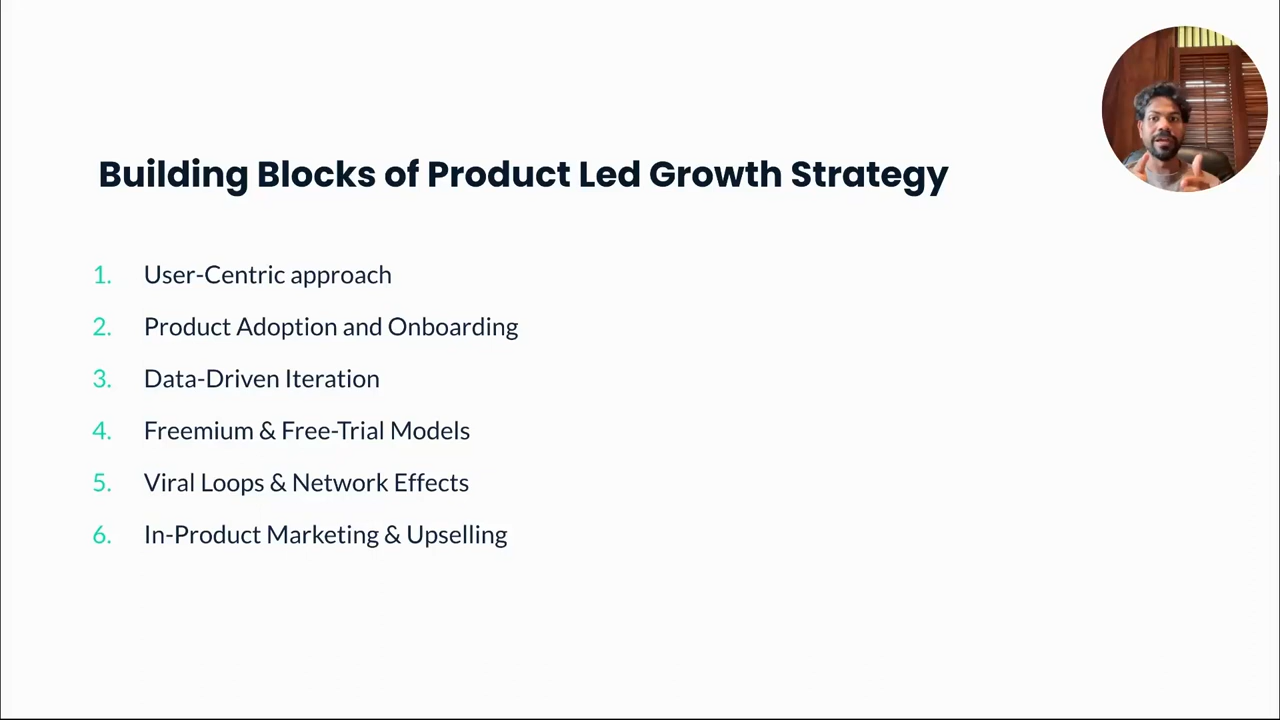 Building Blocks of Product Led Growth Strategy
1. User-Centric approach
2. Product Adoption and Onboarding
3. Data-Driven Iteration
4. Freemium & Free-Trial Models
5. Viral Loops & Network Effects
6. In-Product Marketing & Upselling